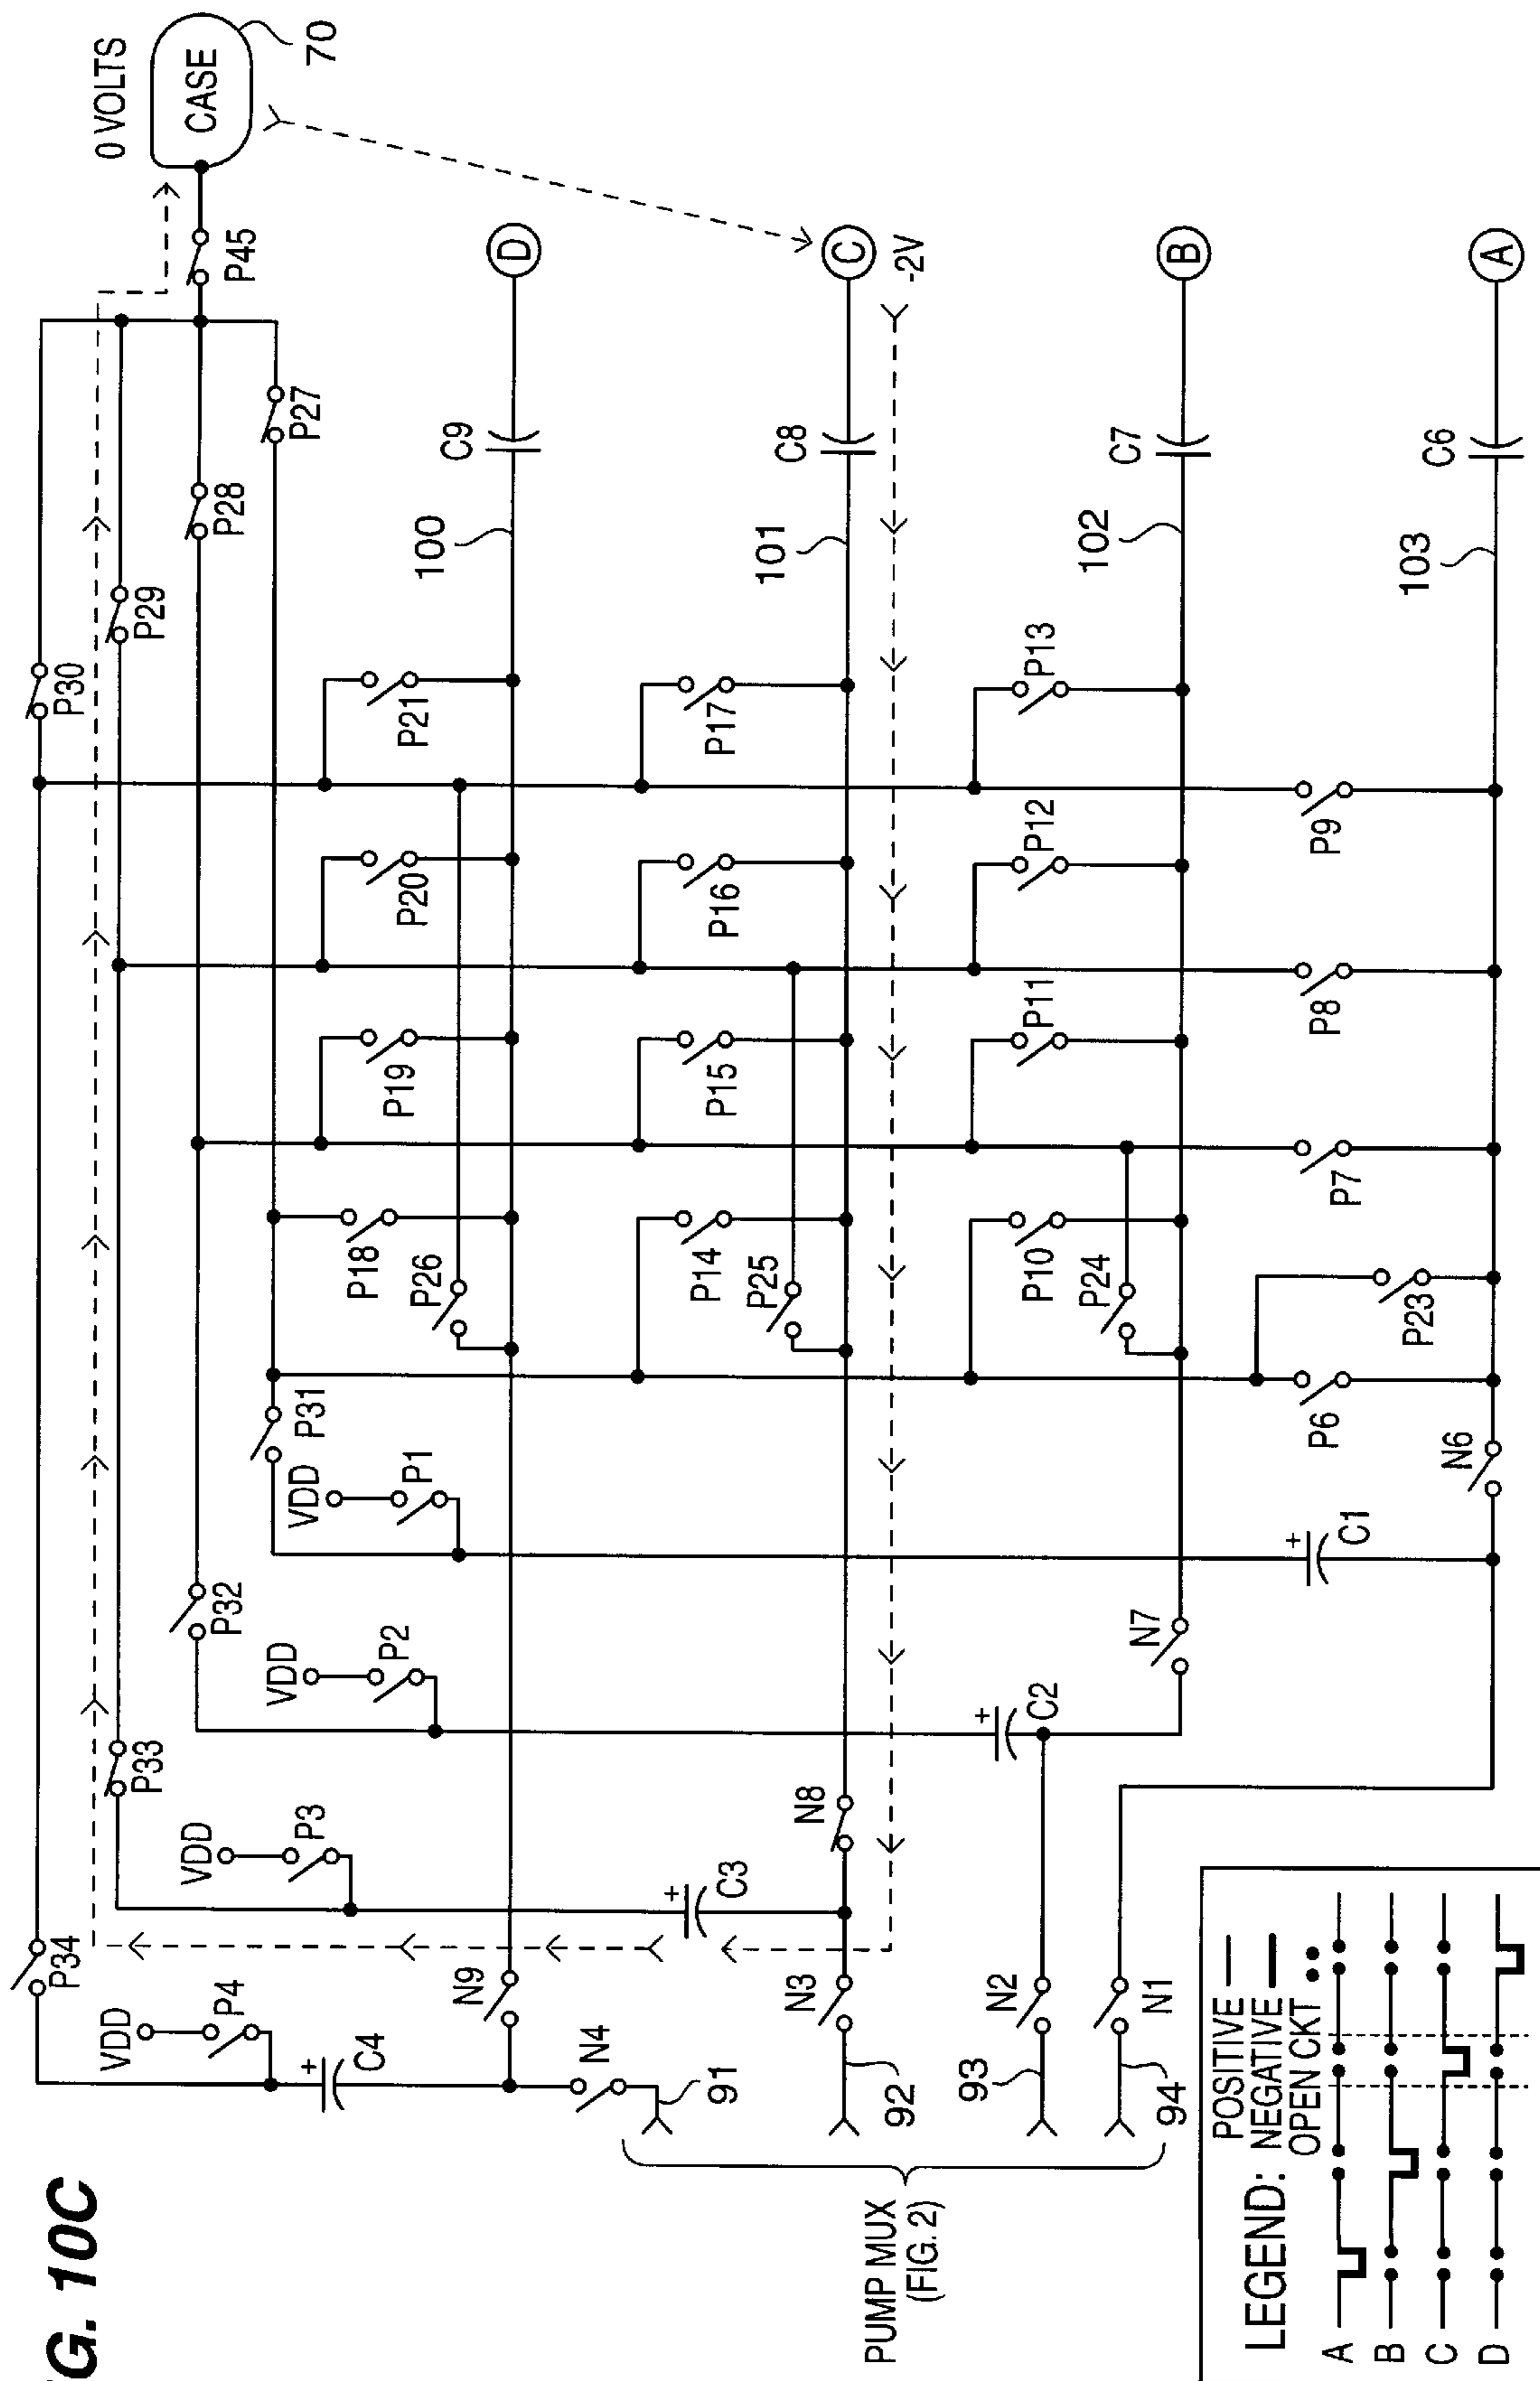 G. 10C
0 VOLTS
CASE
70
P45
P30
P29
P28
P27
D
C
-2V
B
A
C9
C8
C7
C6
100
101
102
103
P21
P17
P13
P9
P20
P16
P12
P8
P19
P15
P11
P7
P18
P26
P14
P25
P10
P24
P23
P6
P31
VDD
P1
N6
C1
P32
VDD
P2
N7
C2
P33
VDD
P3
N8
C3
P34
VDD
P4
N9
C4
N4
N3
N2
N1
91
92
93
94
PUMP MUX
(FIG. 2)
LEGEND:
POSITIVE
NEGATIVE
OPEN CKT
A
B
C
D